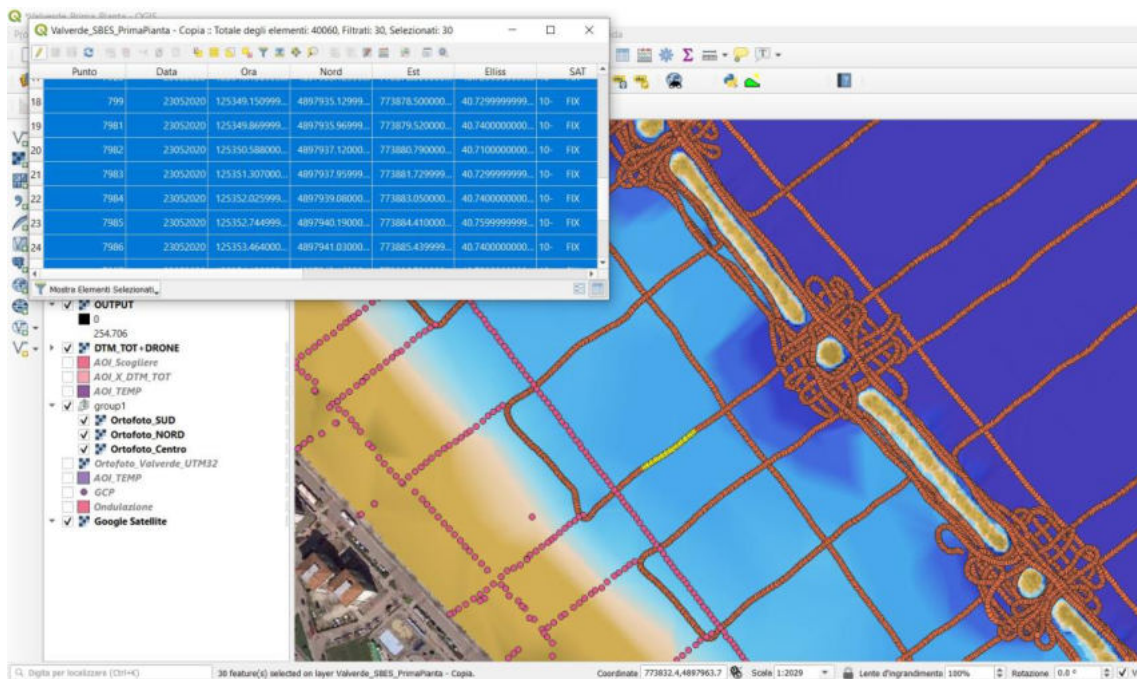 Valverde_Prima_Pianta - QGIS
Valverde_SBES_PrimaPianta - Copia :: Totale degli elementi: 40060, Filtrati: 30, Selezionati: 30
Punto Data Ora Nord Est Elliss SAT
18 799 23052020 125349.150999... 4897935.12999... 773878.500000... 40.7299999999... 10- FIX
19 7981 23052020 125349.869999... 4897935.96999... 773879.520000... 40.7400000000... 10- FIX
20 7982 23052020 125350.588000... 4897937.12000... 773880.790000... 40.7100000000... 10- FIX
21 7983 23052020 125351.307000... 4897937.95999... 773881.729999... 40.7299999999... 10- FIX
22 7984 23052020 125352.025999... 4897939.08000... 773883.050000... 40.7400000000... 10- FIX
23 7985 23052020 125352.744999... 4897940.19000... 773884.410000... 40.7599999999... 10- FIX
24 7986 23052020 125353.464000... 4897941.03000... 773885.439999... 40.7400000000... 10- FIX
Mostra Elementi Selezionati
OUTPUT
0
254.706
DTM_TOT+DRONE
AOI_Scogliere
AOI_X_DTM_TOT
AOI_TEMP
group1
Ortofoto_SUD
Ortofoto_NORD
Ortofoto_Centro
Ortofoto_Valverde_UTM32
AOI_TEMP
GCP
Ondulazione
Google Satellite
Digita per localizzare (Ctrl+K) 30 feature(s) selected on layer Valverde_SBES_PrimaPianta - Copia. Coordinate 773832.4,4897963.7 Scale 1:2029 Lente d'ingrandimento 100% Rotazione 0.0 °